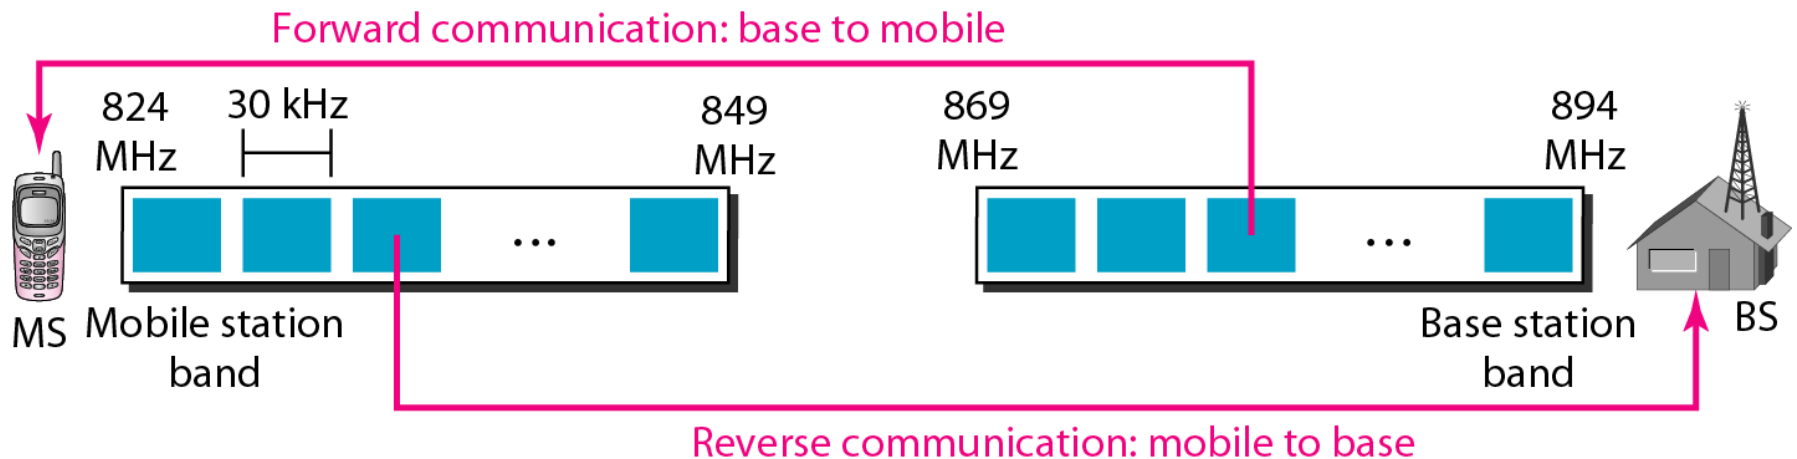 Forward communication: base to mobile
824
MHz
30 kHz
849
MHz
869
MHz
894
MHz
...
...
MS
Mobile station
band
Base station
band
BS
Reverse communication: mobile to base